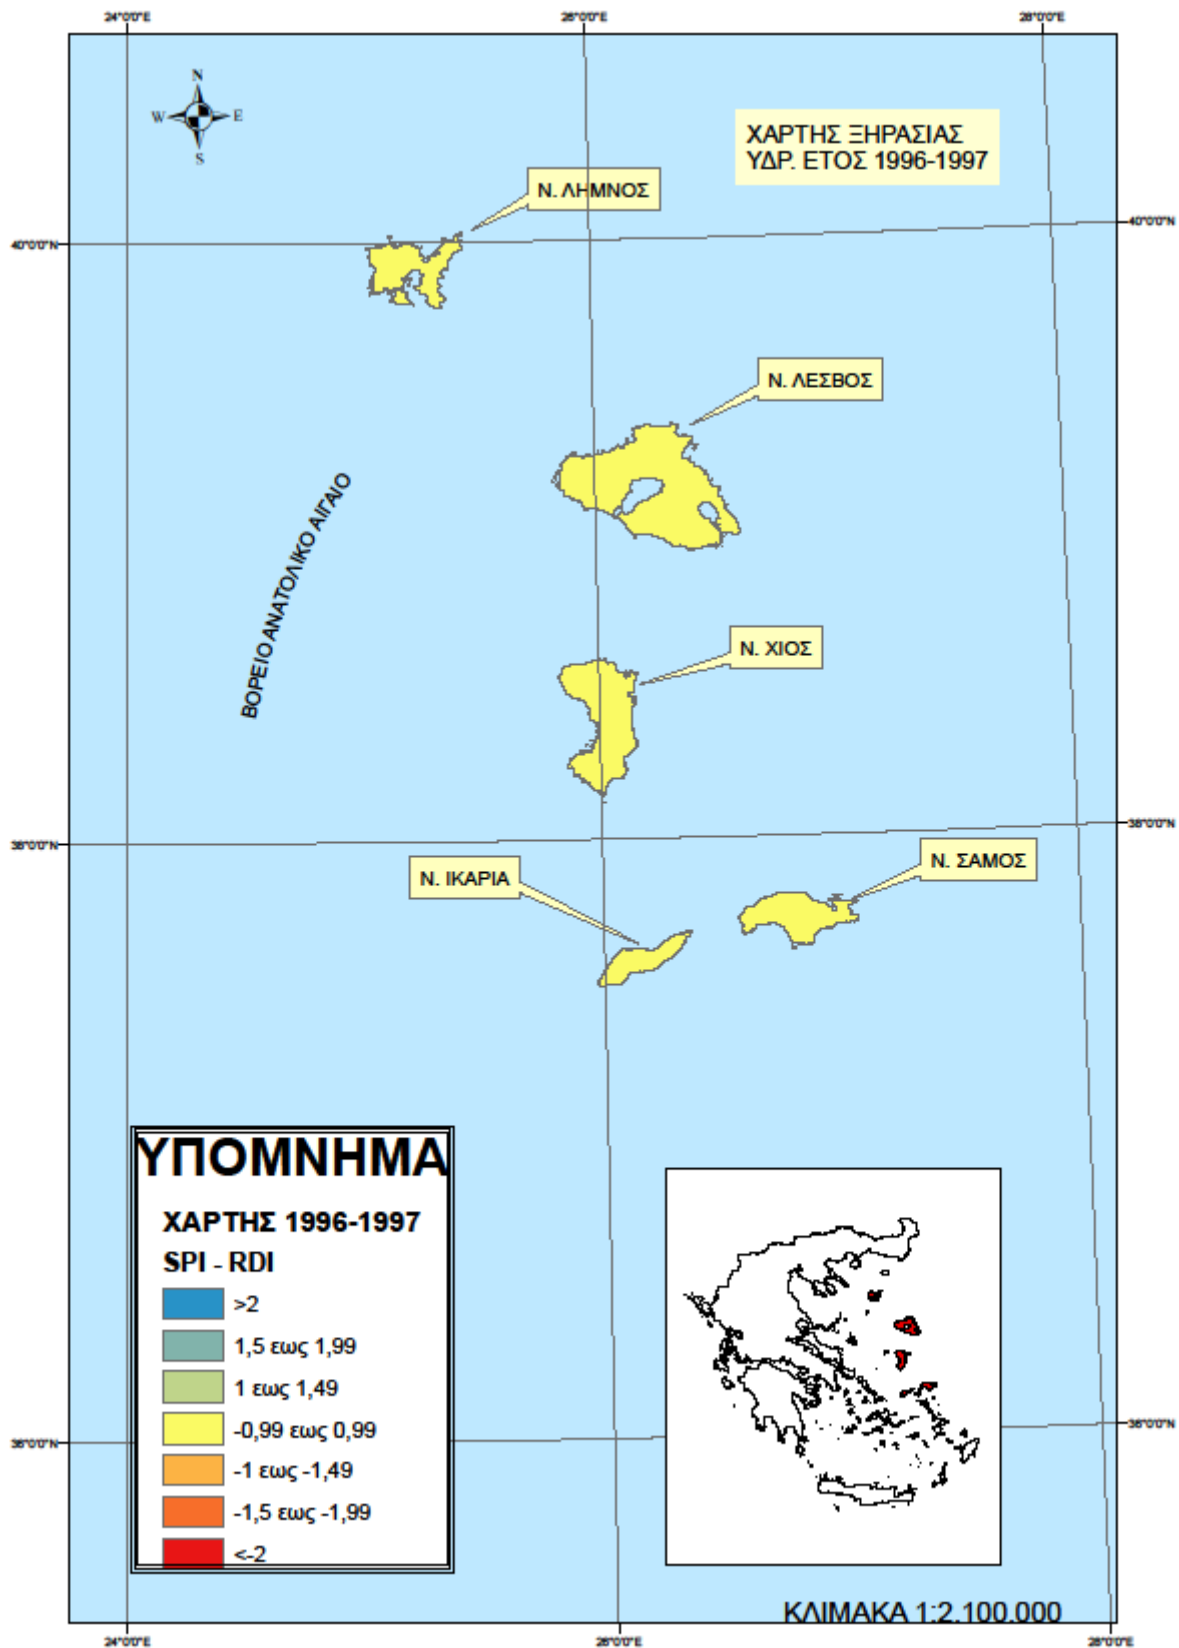 24°0'0"E 26°0'0"E 28°0'0"E
N
W E
S
ΧΑΡΤΗΣ ΞΗΡΑΣΙΑΣ
ΥΔΡ. ΕΤΟΣ 1996-1997
Ν. ΛΗΜΝΟΣ
40°0'0"N 40°0'0"N
Ν. ΛΕΣΒΟΣ
ΒΟΡΕΙΟ ΑΝΑΤΟΛΙΚΟ ΑΙΓΑΙΟ
Ν. ΧΙΟΣ
38°0'0"N 38°0'0"N
Ν. ΣΑΜΟΣ
Ν. ΙΚΑΡΙΑ
ΥΠΟΜΝΗΜΑ
ΧΑΡΤΗΣ 1996-1997
SPI - RDI
>2
1,5 εως 1,99
1 εως 1,49
-0,99 εως 0,99
-1 εως -1,49
-1,5 εως -1,99
<-2
36°0'0"N 36°0'0"N
ΚΛΙΜΑΚΑ 1:2.100.000
24°0'0"E 26°0'0"E 28°0'0"E